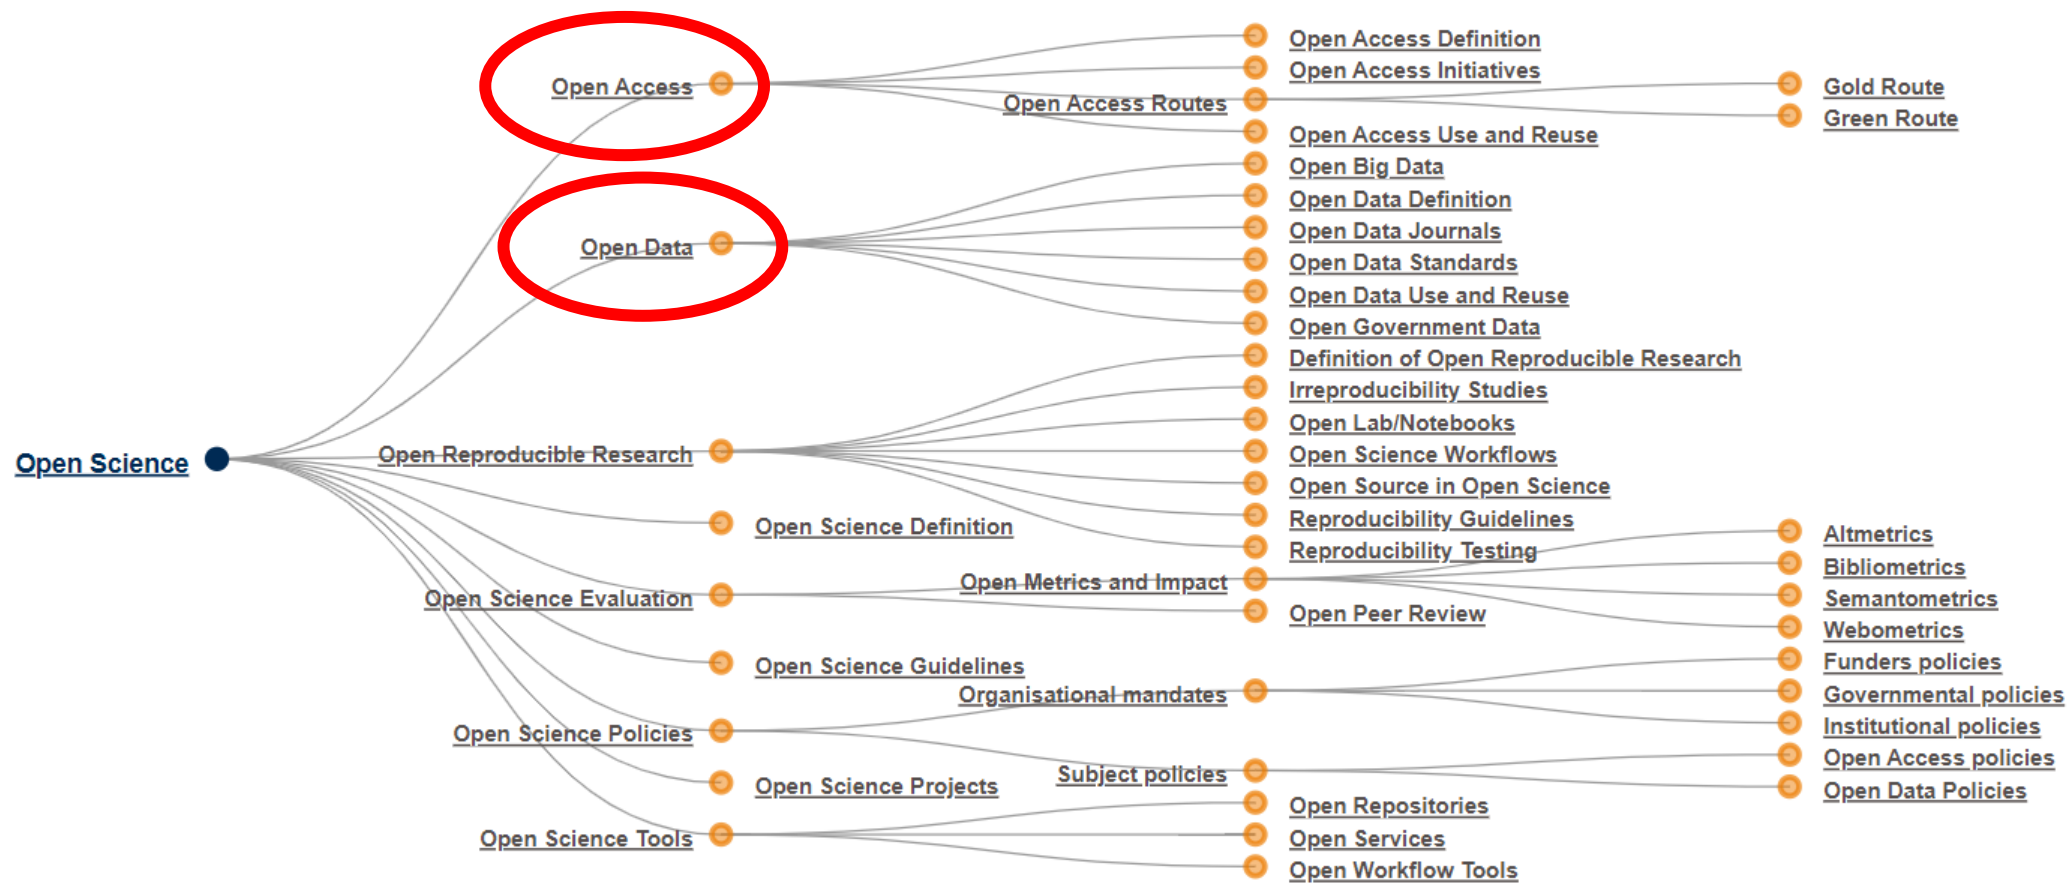 Open Science
Open Access
Open Access Definition
Open Access Initiatives
Open Access Routes
Gold Route
Green Route
Open Access Use and Reuse
Open Data
Open Big Data
Open Data Definition
Open Data Journals
Open Data Standards
Open Data Use and Reuse
Open Government Data
Open Reproducible Research
Definition of Open Reproducible Research
Irreproducibility Studies
Open Lab/Notebooks
Open Science Workflows
Open Source in Open Science
Reproducibility Guidelines
Reproducibility Testing
Open Science Definition
Open Science Evaluation
Open Metrics and Impact
Altmetrics
Bibliometrics
Semantometrics
Webometrics
Open Peer Review
Open Science Guidelines
Open Science Policies
Organisational mandates
Funders policies
Governmental policies
Institutional policies
Subject policies
Open Access policies
Open Data Policies
Open Science Projects
Open Science Tools
Open Repositories
Open Services
Open Workflow Tools